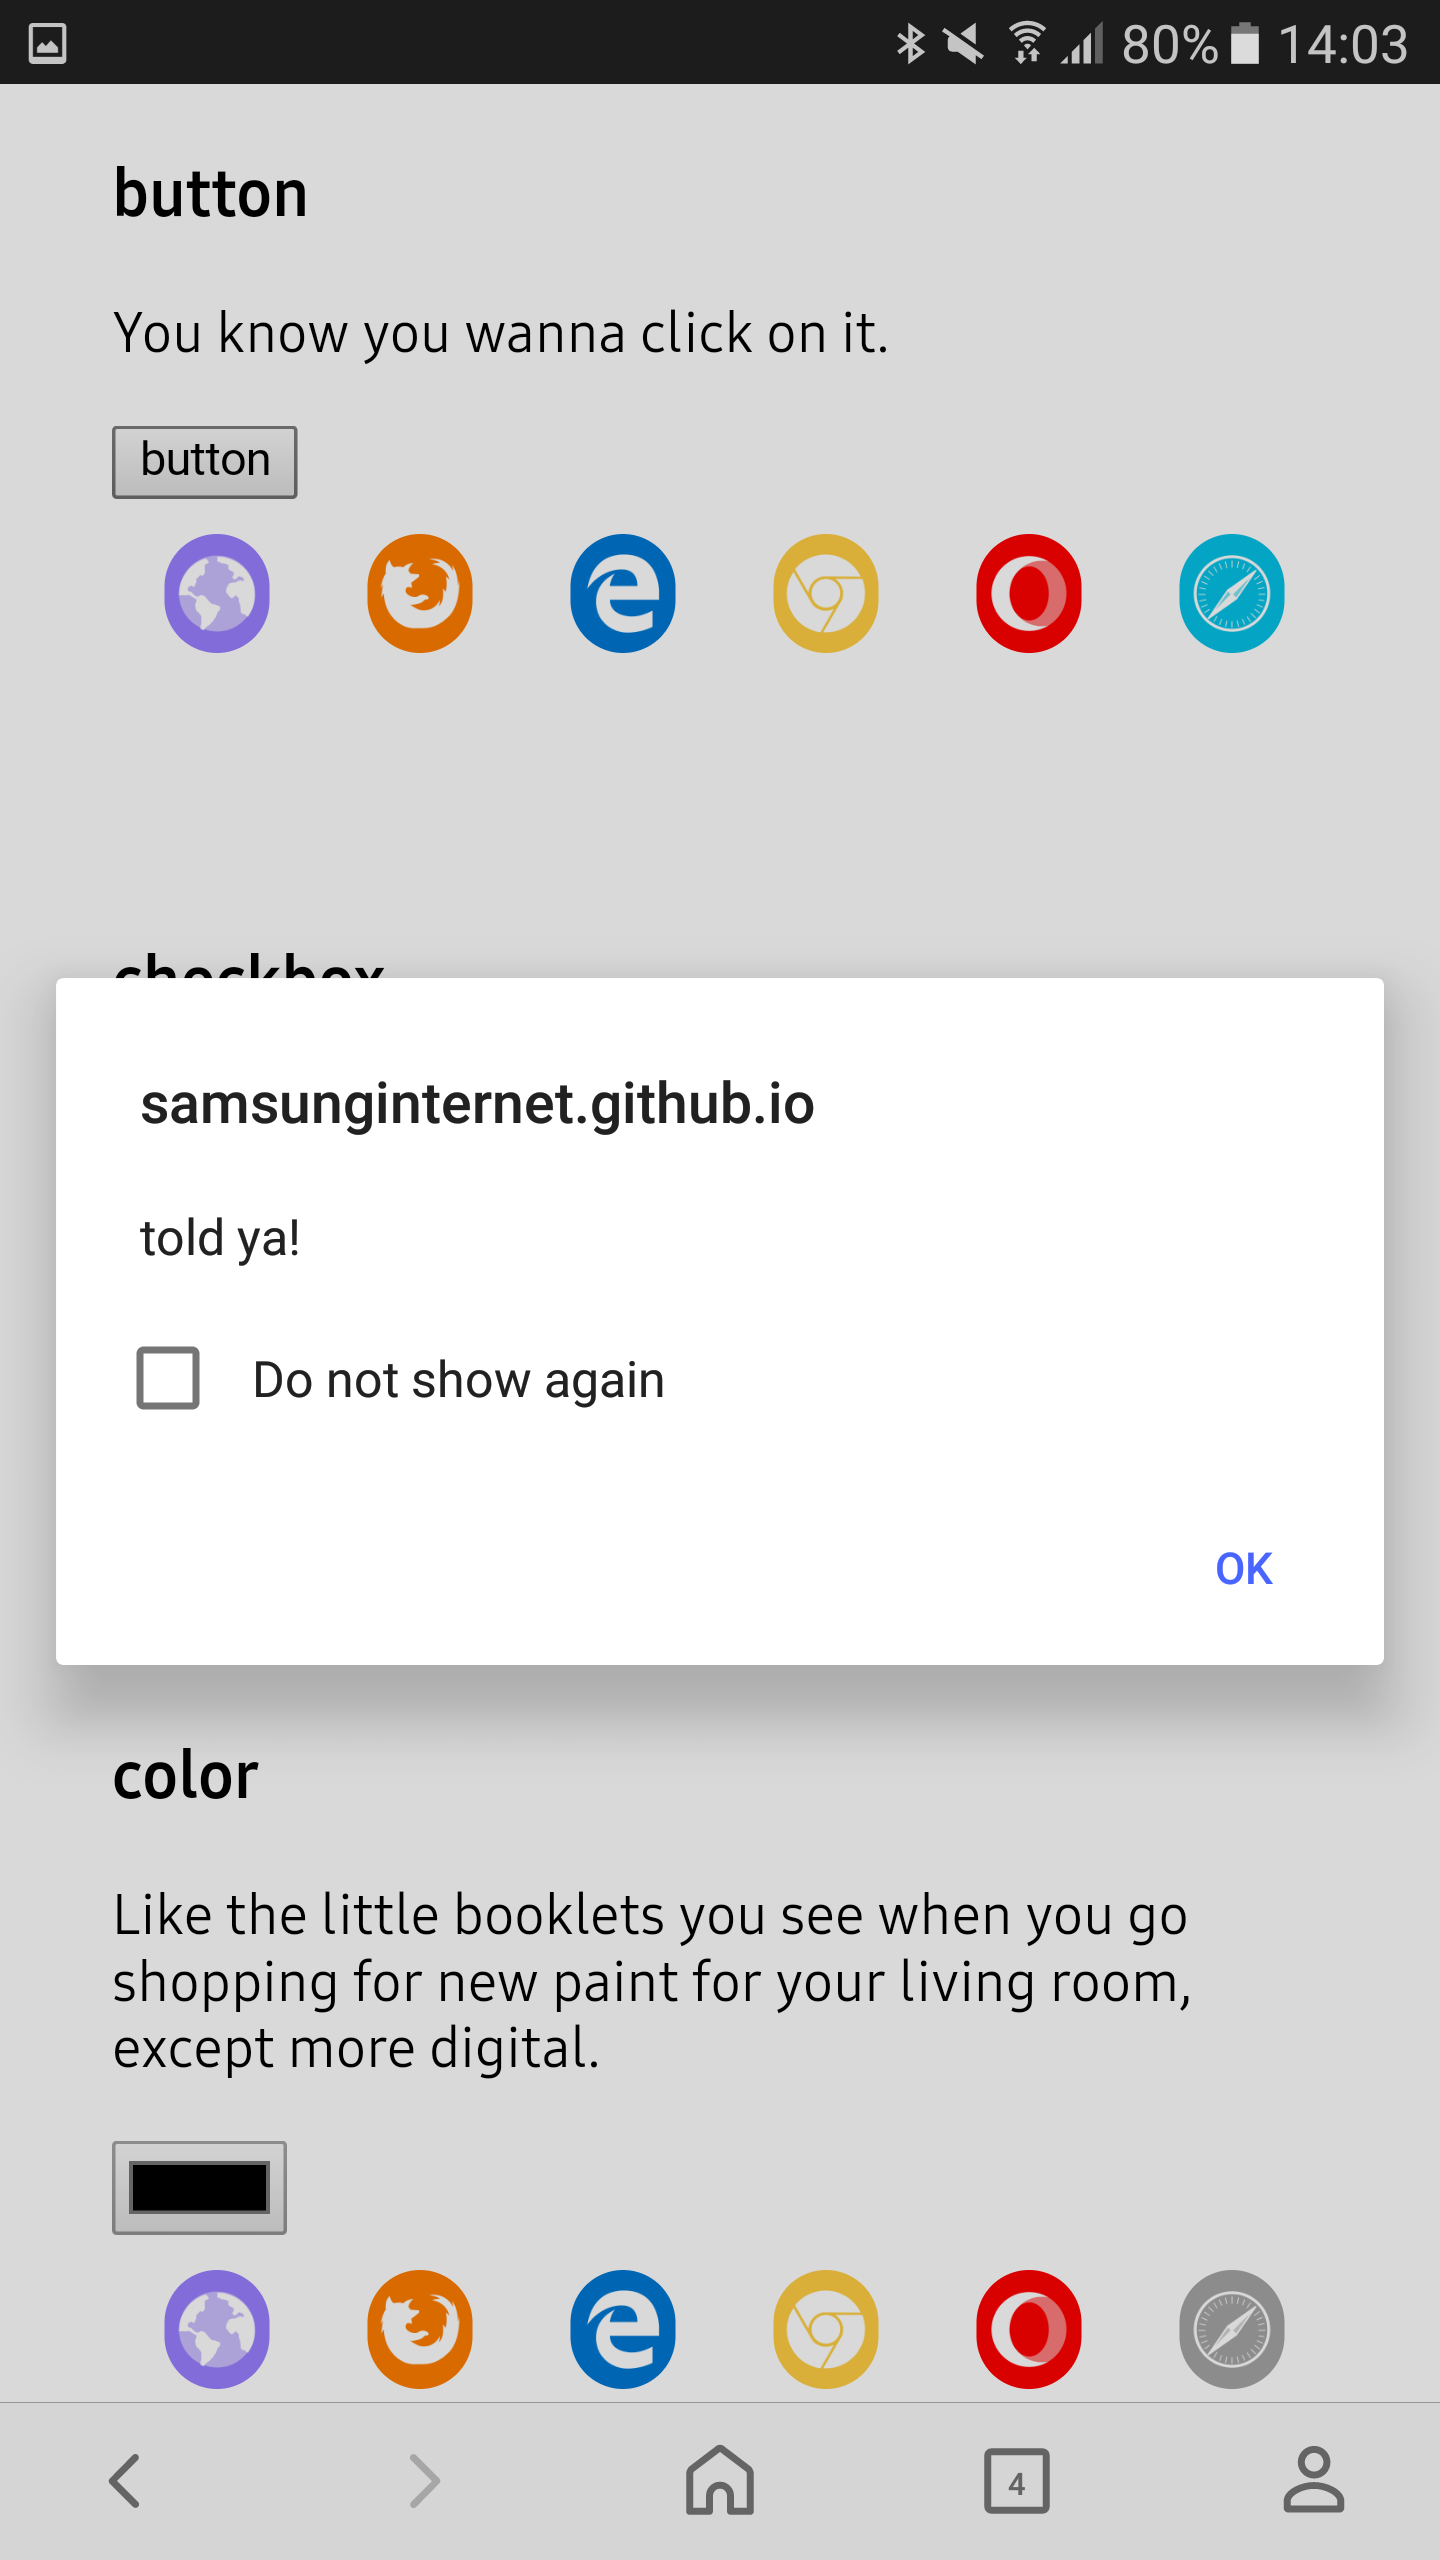 80% 14:03
button
You know you wanna click on it.
button
checkbox
samsunginternet.github.io
told ya!
Do not show again
OK
color
Like the little booklets you see when you go
shopping for new paint for your living room,
except more digital.
4